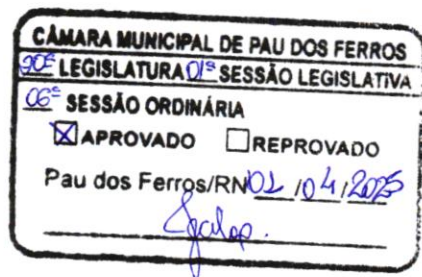 CÂMARA MUNICIPAL DE PAU DOS FERROS
20ª LEGISLATURA 01ª SESSÃO LEGISLATIVA
06ª SESSÃO ORDINÁRIA
☒ APROVADO ☐ REPROVADO
Pau dos Ferros/RN 01 / 04 / 2025